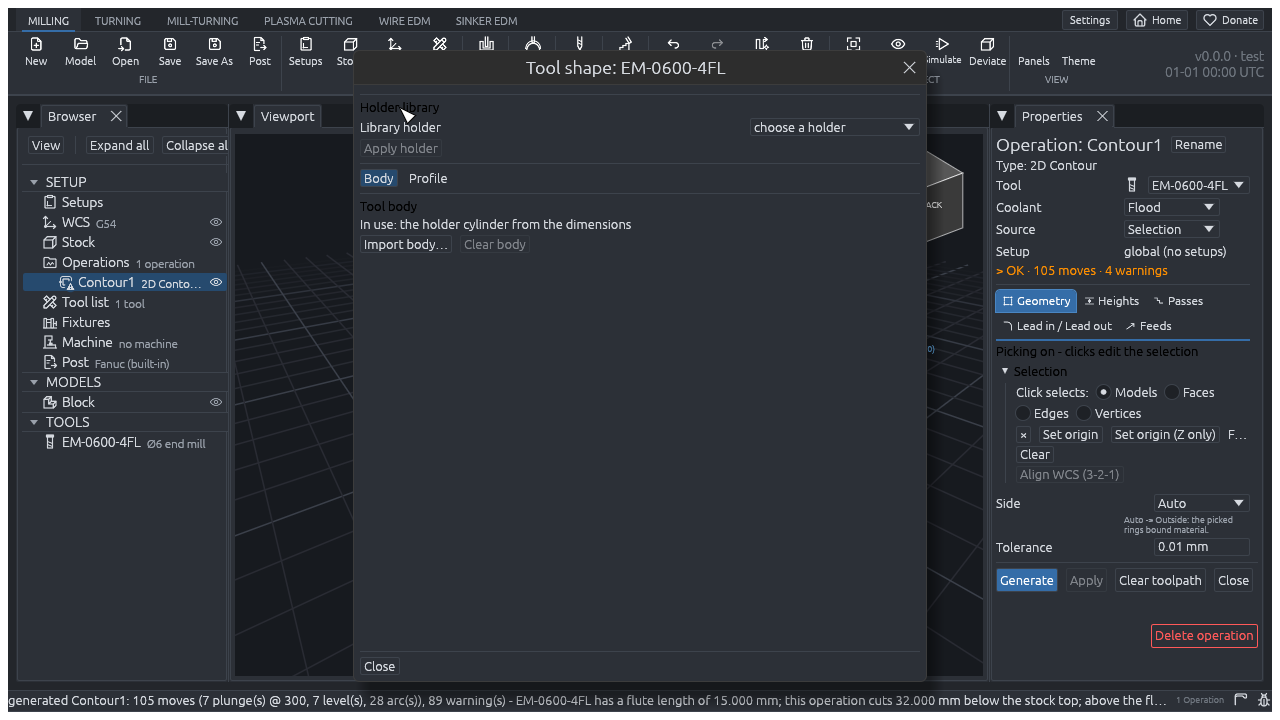 MILLING TURNING MILL-TURNING PLASMA CUTTING WIRE EDM SINKER EDM Settings Home Donate
New Model Open Save Save As Post Setups Deviate Panels Theme
FILE VIEW
v0.0.0 · test
01-01 00:00 UTC
Tool shape: EM-0600-4FL
Holder library
Library holder choose a holder
Apply holder
Body Profile
Tool body
In use: the holder cylinder from the dimensions
Import body... Clear body
Close
Browser
View Expand all Collapse al
SETUP
Setups
WCS G54
Stock
Operations 1 operation
Contour1 2D Conto...
Tool list 1 tool
Fixtures
Machine no machine
Post Fanuc (built-in)
MODELS
Block
TOOLS
EM-0600-4FL Ø6 end mill
Viewport
Properties
Operation: Contour1 Rename
Type: 2D Contour
Tool EM-0600-4FL
Coolant Flood
Source Selection
Setup global (no setups)
> OK · 105 moves · 4 warnings
Geometry Heights Passes
Lead in / Lead out Feeds
Picking on - clicks edit the selection
Selection
Click selects: Models Faces
Edges Vertices
× Set origin Set origin (Z only) F...
Clear
Align WCS (3-2-1)
Side Auto
Auto -> Outside: the picked
rings bound material.
Tolerance 0.01 mm
Generate Apply Clear toolpath Close
Delete operation
generated Contour1: 105 moves (7 plunge(s) @ 300, 7 level(s), 28 arc(s)), 89 warning(s) - EM-0600-4FL has a flute length of 15.000 mm; this operation cuts 32.000 mm below the stock top; above the fl... 1 Operation